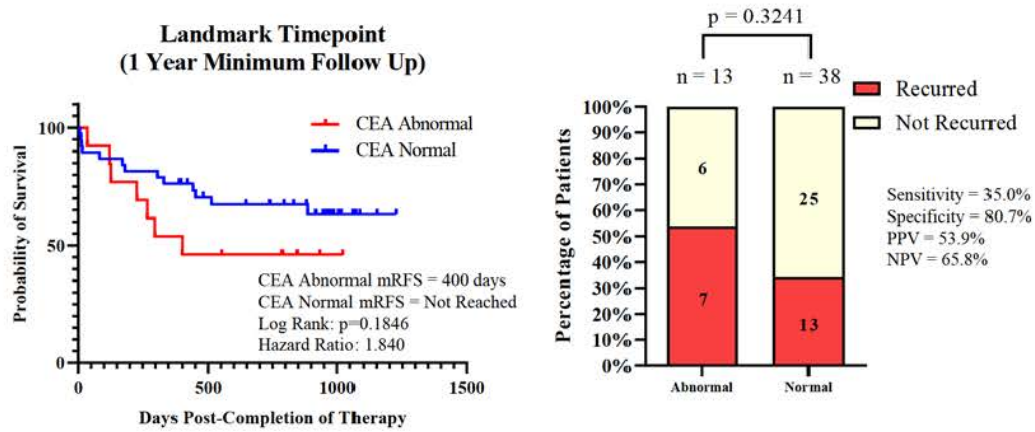 Landmark Timepoint
(1 Year Minimum Follow Up)
Probability of Survival
100
50
0
CEA Abnormal
CEA Normal
CEA Abnormal mRFS = 400 days
CEA Normal mRFS = Not Reached
Log Rank: p=0.1846
Hazard Ratio: 1.840
0
500
1000
1500
Days Post-Completion of Therapy
p = 0.3241
n = 13
n = 38
Recurred
Not Recurred
Percentage of Patients
100%
90%
80%
70%
60%
50%
40%
30%
20%
10%
0%
6
25
7
13
Abnormal
Normal
Sensitivity = 35.0%
Specificity = 80.7%
PPV = 53.9%
NPV = 65.8%